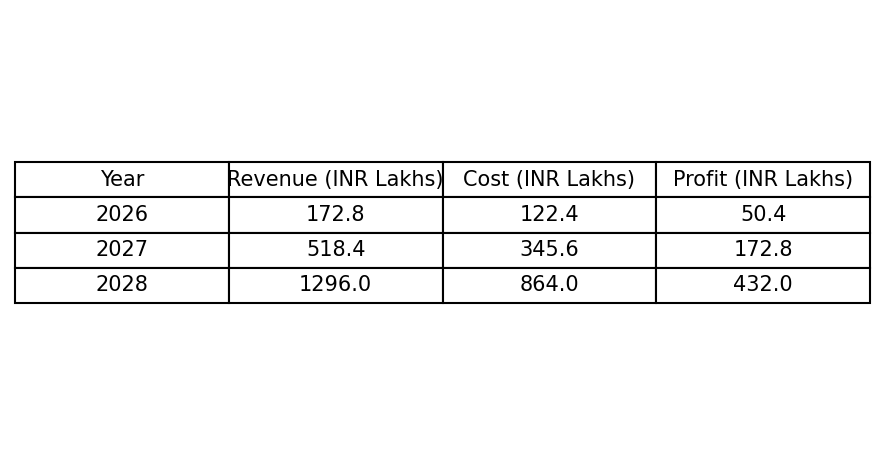 Year Revenue (INR Lakhs) Cost (INR Lakhs) Profit (INR Lakhs)
2026 172.8 122.4 50.4
2027 518.4 345.6 172.8
2028 1296.0 864.0 432.0